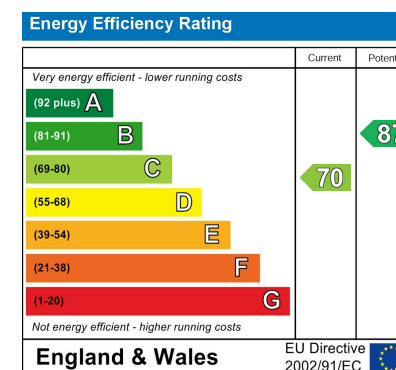 Energy Efficiency Rating
Current
Very energy efficient - lower running costs
(92 plus) A
(81-91) B
87
(69-80) C
70
(55-68) D
(39-54) E
(21-38) F
(1-20) G
Not energy efficient - higher running costs
England & Wales
EU Directive
2002/91/EC